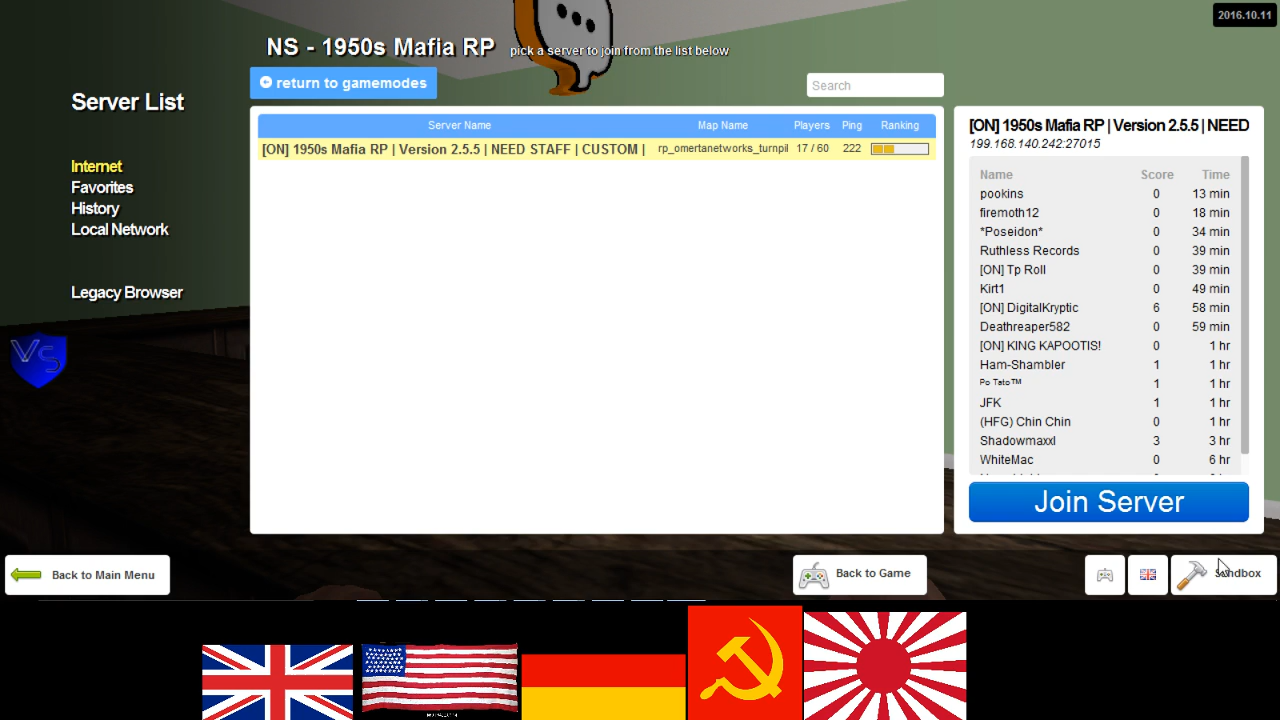 2016.10.11
NS - 1950s Mafia RP pick a server to join from the list below
return to gamemodes
Search
Server List
Internet
Favorites
History
Local Network
Legacy Browser
VS
Server Name Map Name Players Ping Ranking
[ON] 1950s Mafia RP | Version 2.5.5 | NEED STAFF | CUSTOM | rp_omertanetworks_turnpil 17 / 60 222
[ON] 1950s Mafia RP | Version 2.5.5 | NEED
199.168.140.242:27015
Name Score Time
pookins 0 13 min
firemoth12 0 18 min
*Poseidon* 0 34 min
Ruthless Records 0 39 min
[ON] Tp Roll 0 39 min
Kirt1 0 49 min
[ON] DigitalKryptic 6 58 min
Deathreaper582 0 59 min
[ON] KING KAPOOTIS! 0 1 hr
Ham-Shambler 1 1 hr
Po Tato™ 1 1 hr
JFK 1 1 hr
(HFG) Chin Chin 0 1 hr
Shadowmaxxl 3 3 hr
WhiteMac 0 6 hr
Join Server
Back to Main Menu
Back to Game
Sandbox